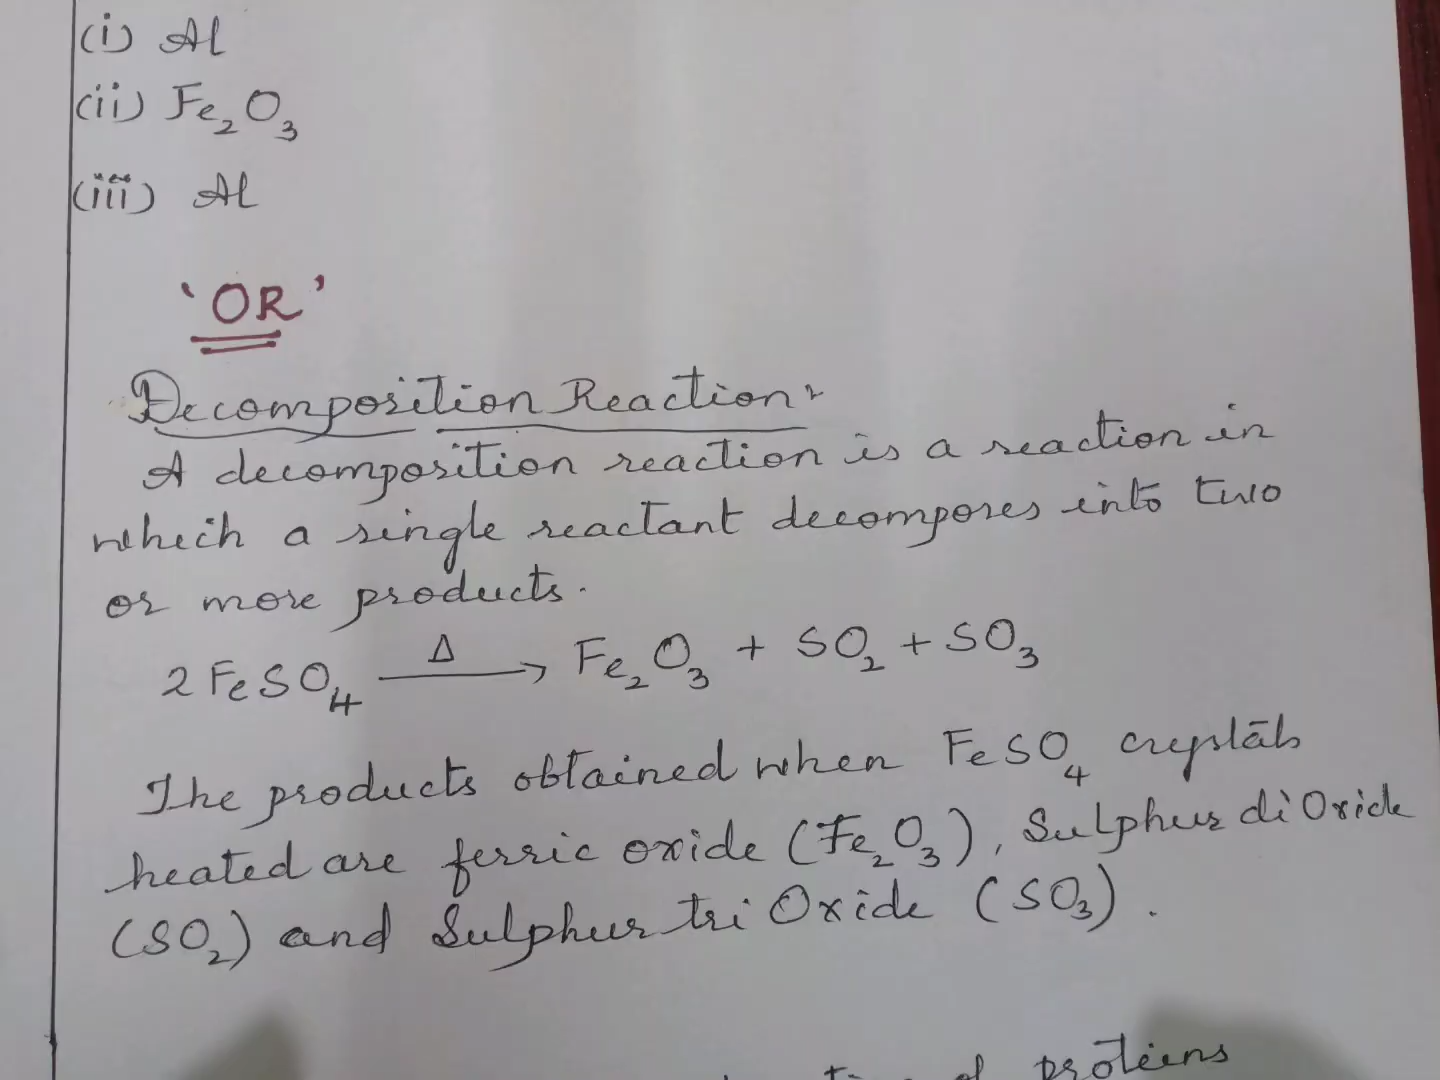 (i) Al
(ii) Fe₂O₃
(iii) Al
'OR'
Decomposition Reaction:
A decomposition reaction is a reaction in
which a single reactant decomposes into two
or more products.
2 FeSO₄ —Δ→ Fe₂O₃ + SO₂ + SO₃
The products obtained when FeSO₄ crystals
heated are ferric oxide (Fe₂O₃), Sulphur di Oxide
(SO₂) and Sulphur tri Oxide (SO₃).
of proteins